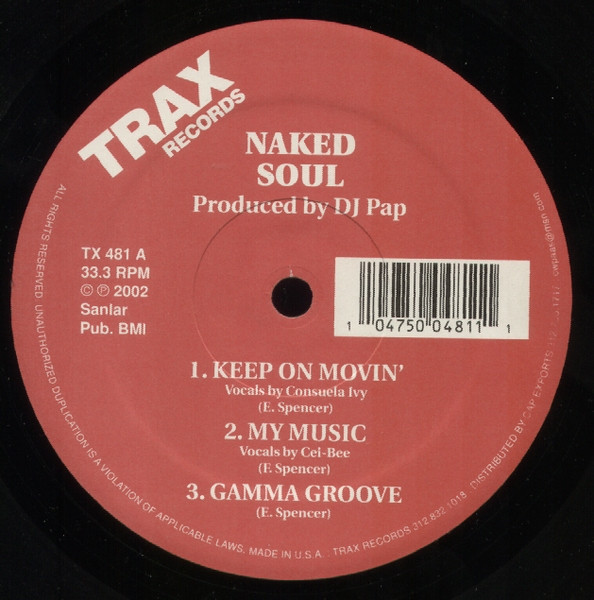 TRAX
RECORDS
NAKED
SOUL
Produced by DJ Pap
TX 481 A
33.3 RPM
© ℗ 2002
Sanlar
Pub. BMI
1 04750 04811 1
1. KEEP ON MOVIN'
Vocals by Consuela Ivy
(E. Spencer)
2. MY MUSIC
Vocals by Cei-Bee
(E. Spencer)
3. GAMMA GROOVE
(E. Spencer)
ALL RIGHTS RESERVED. UNAUTHORIZED DUPLICATION IS A VIOLATION OF APPLICABLE LAWS. MADE IN U.S.A. . TRAX RECORDS 312.832.1018 . DISTRIBUTED BY CAP EXPORTS